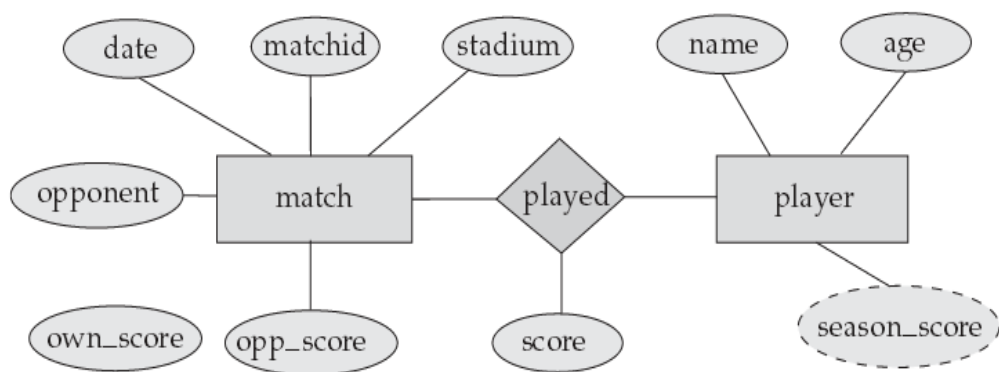 date
matchid
stadium
name
age
opponent
match
played
player
own_score
opp_score
score
season_score